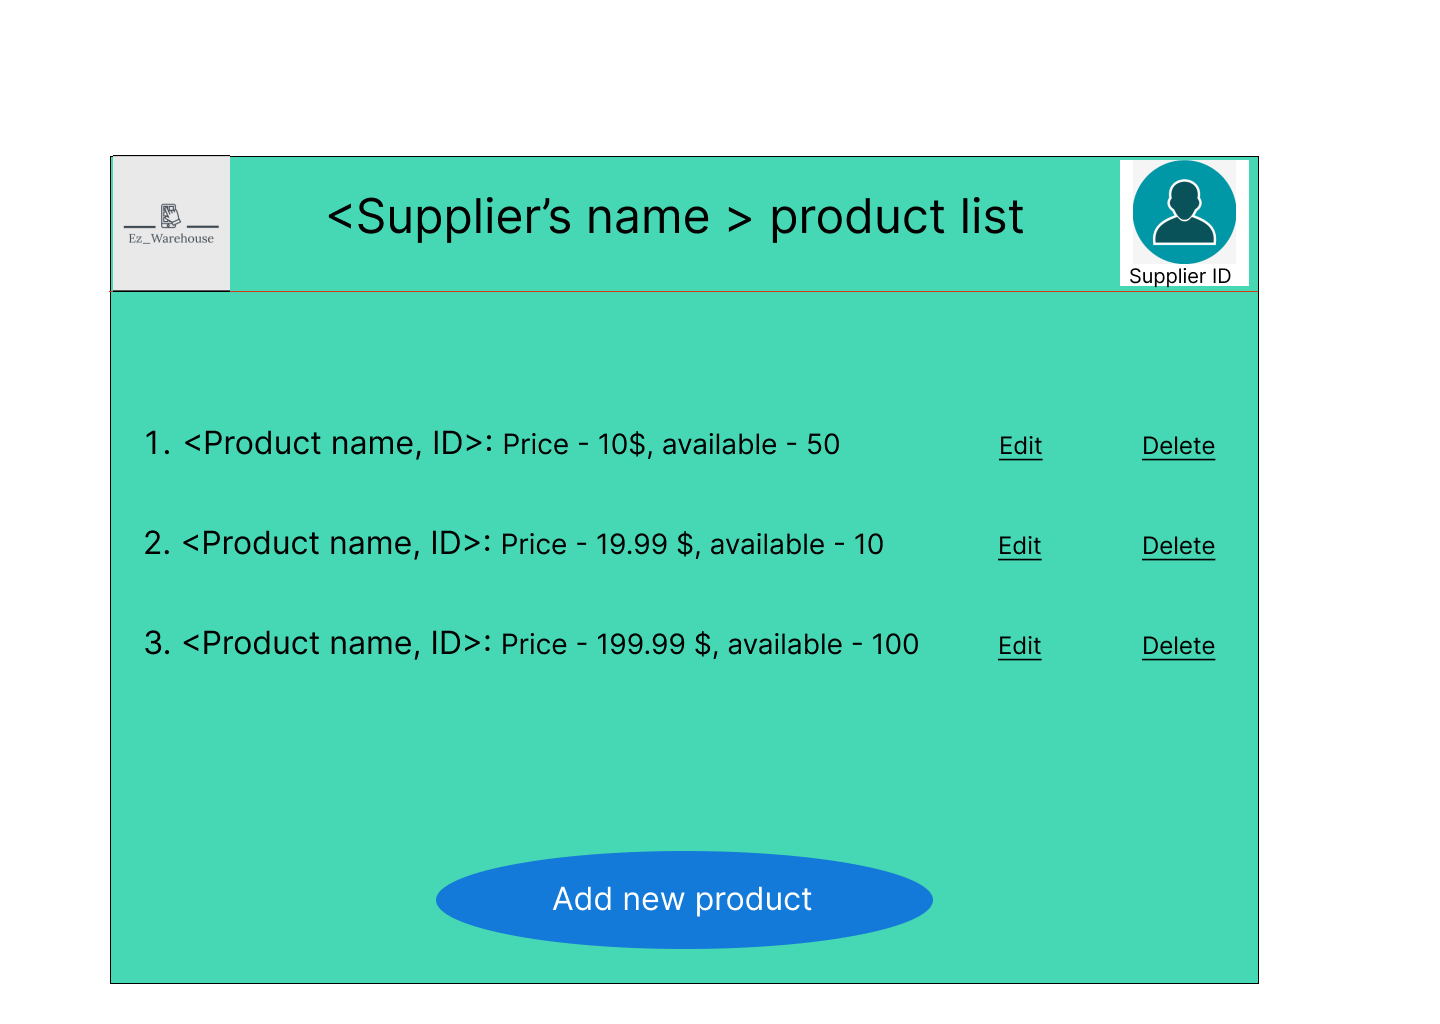 Ez_Warehouse
<Supplier’s name > product list
Supplier ID
1. <Product name, ID>: Price - 10$, available - 50 Edit Delete
2. <Product name, ID>: Price - 19.99 $, available - 10 Edit Delete
3. <Product name, ID>: Price - 199.99 $, available - 100 Edit Delete
Add new product